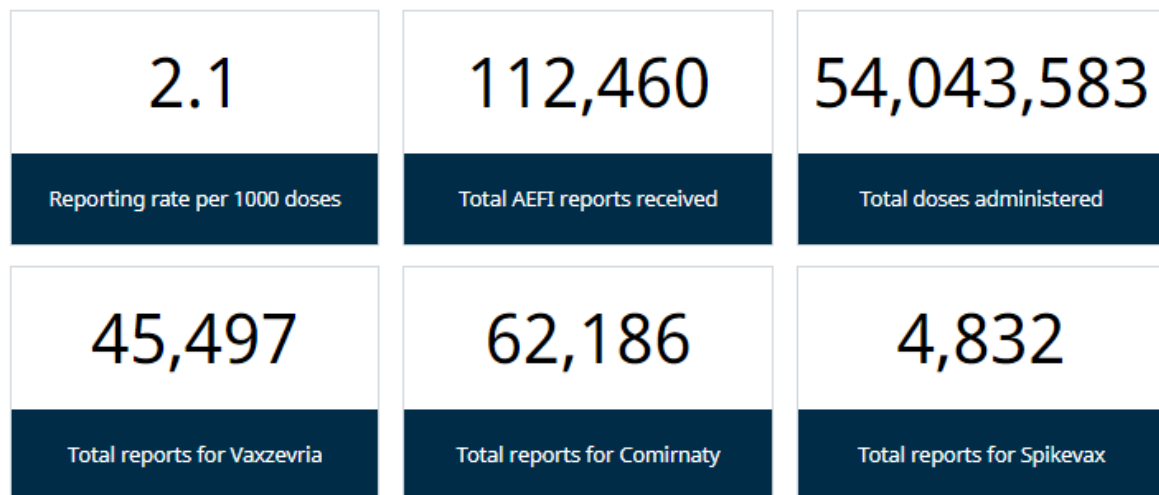 2.1
Reporting rate per 1000 doses
112,460
Total AEFI reports received
54,043,583
Total doses administered
45,497
Total reports for Vaxzevria
62,186
Total reports for Comirnaty
4,832
Total reports for Spikevax